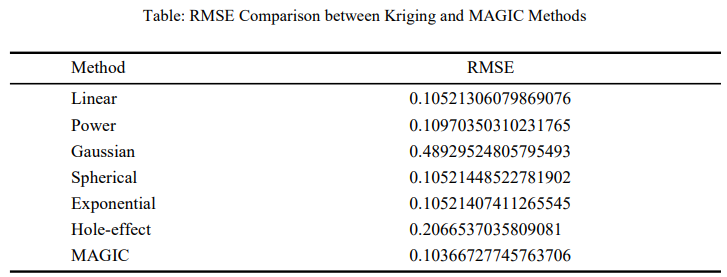 Table: RMSE Comparison between Kriging and MAGIC Methods
Method RMSE
Linear 0.10521306079869076
Power 0.10970350310231765
Gaussian 0.48929524805795493
Spherical 0.10521448522781902
Exponential 0.10521407411265545
Hole-effect 0.2066537035809081
MAGIC 0.10366727745763706